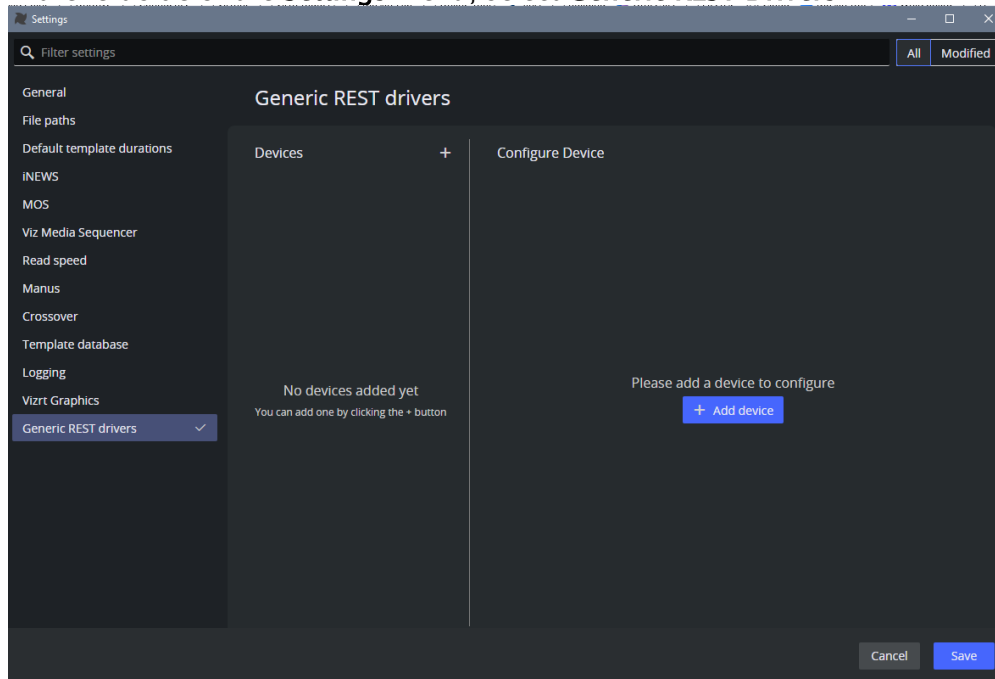 Settings
Filter settings
All
Modified
General
File paths
Default template durations
iNEWS
MOS
Viz Media Sequencer
Read speed
Manus
Crossover
Template database
Logging
Vizrt Graphics
Generic REST drivers
Generic REST drivers
Devices +
Configure Device
No devices added yet
You can add one by clicking the + button
Please add a device to configure
+ Add device
Cancel
Save